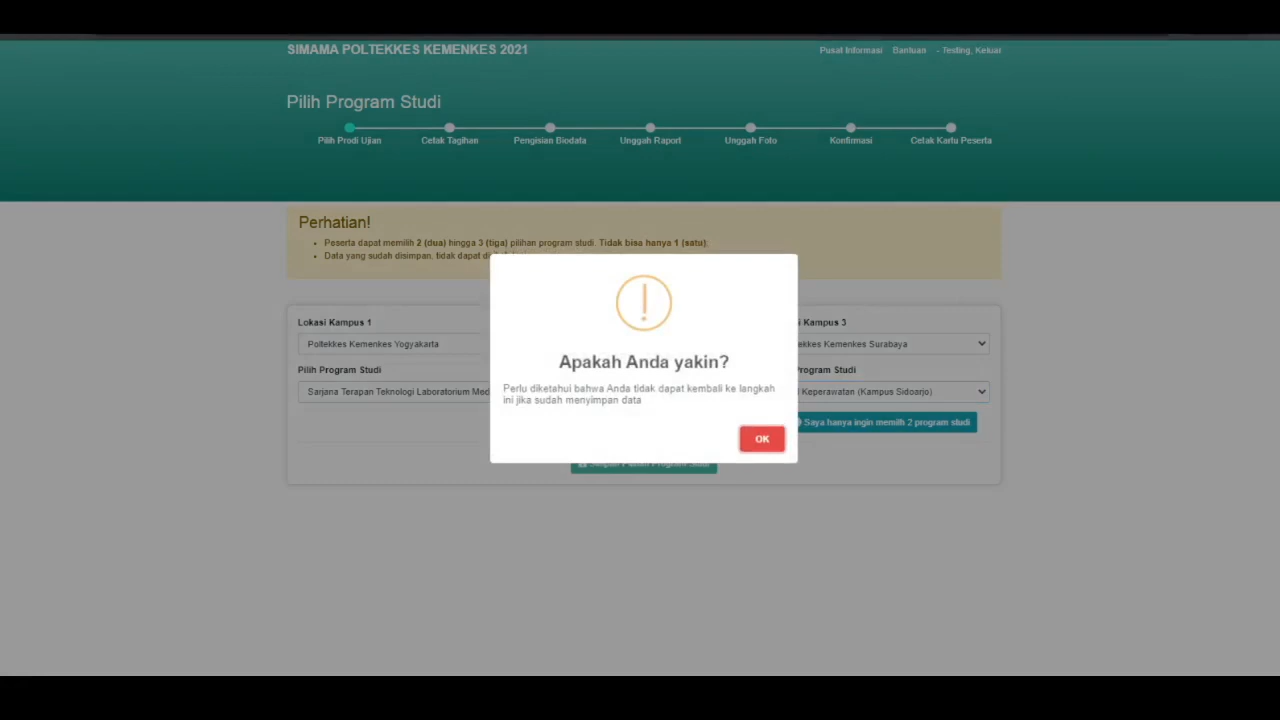 SIMAMA POLTEKKES KEMENKES 2021
Pusat Informasi Bantuan - Testing, Keluar
Pilih Program Studi
Pilih Prodi Ujian Cetak Tagihan Pengisian Biodata Unggah Raport Unggah Foto Konfirmasi Cetak Kartu Peserta
Perhatian!
Peserta dapat memilih 2 (dua) hingga 3 (tiga) pilihan program studi. Tidak bisa hanya 1 (satu);
Data yang sudah disimpan, tidak dapat
Lokasi Kampus 1
Poltekkes Kemenkes Yogyakarta
Pilih Program Studi
Sarjana Terapan Teknologi Laboratorium Med
Apakah Anda yakin?
Perlu diketahui bahwa Anda tidak dapat kembali ke langkah
ini jika sudah menyimpan data
OK
Kampus 3
Kemenkes Surabaya
Program Studi
Keperawatan (Kampus Sidoarjo)
Saya hanya ingin memilih 2 program studi